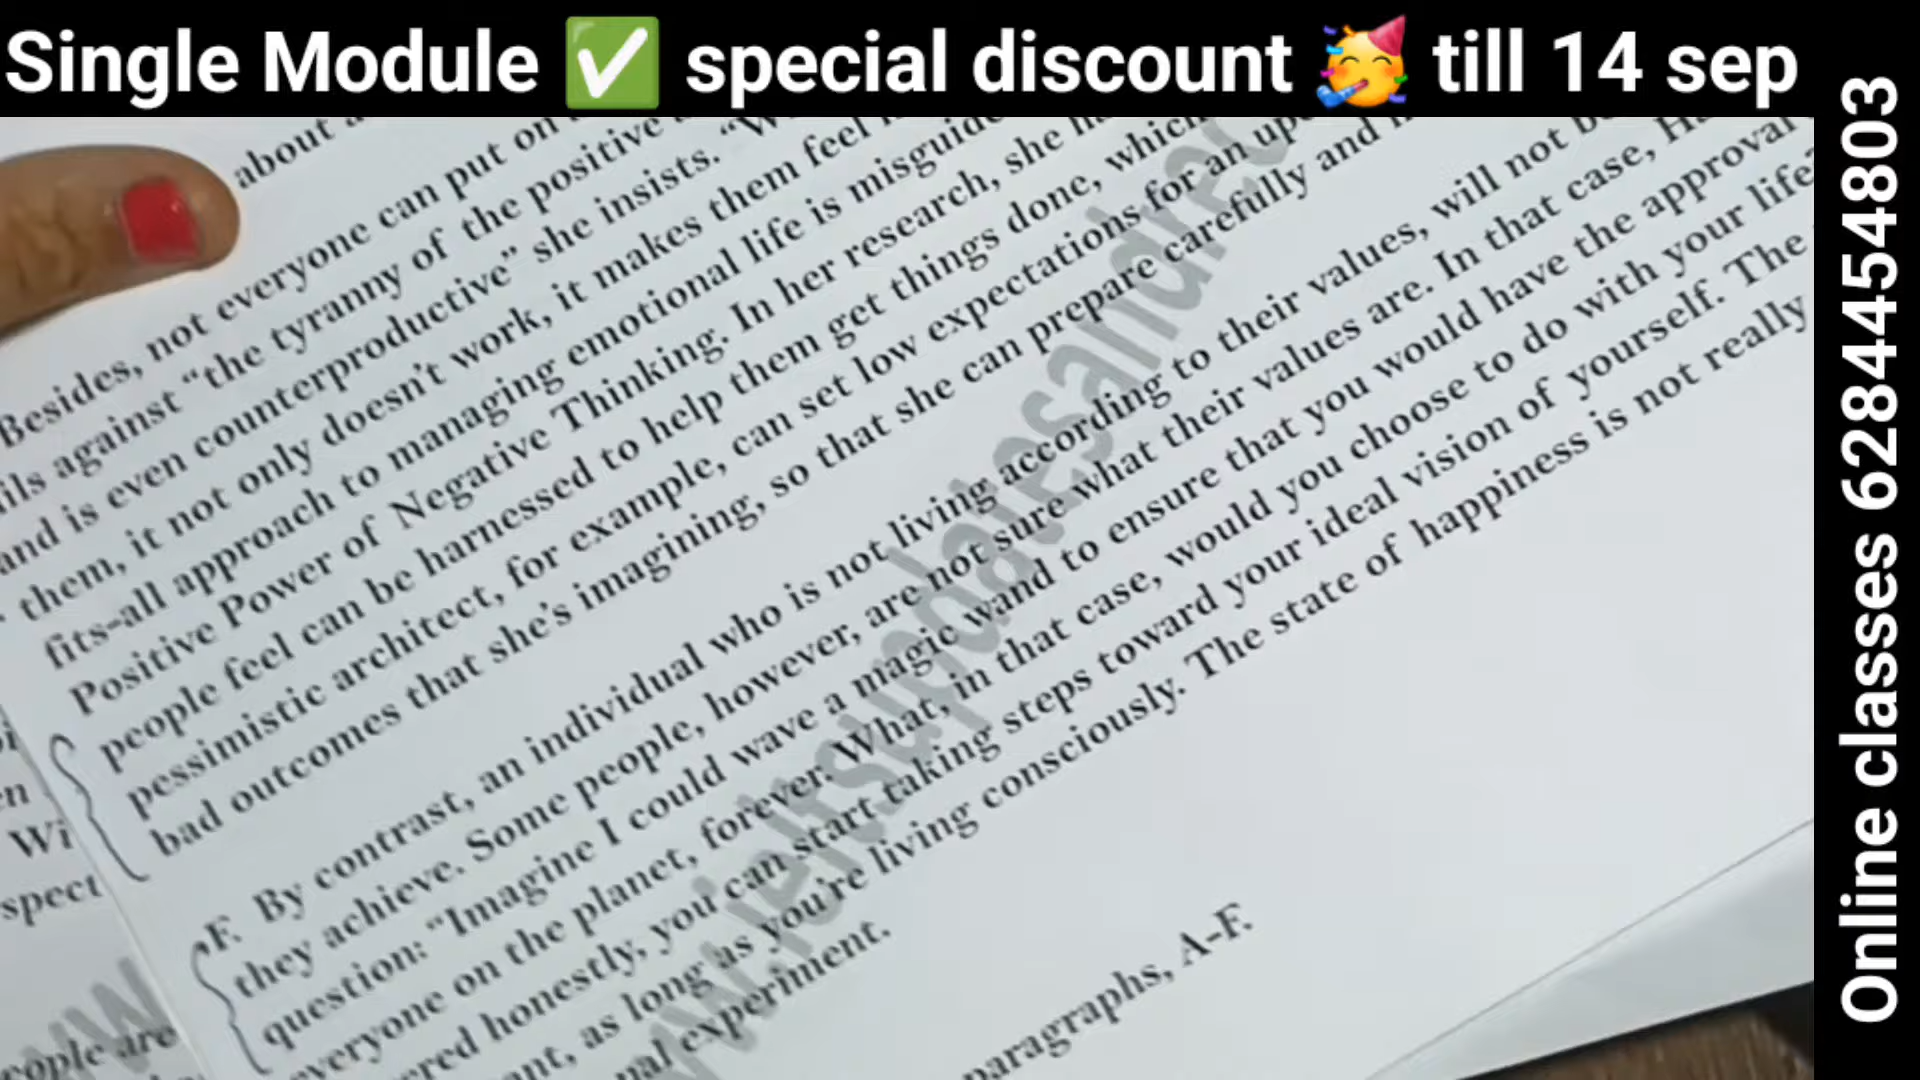 Single Module ✅ special discount 🥳 till 14 sep
Online classes 6284454803
about
Besides, not everyone can put on
ils against “the tyranny of the positive
and is even counterproductive” she insists.
them, it not only doesn't work, it makes them feel
fits-all approach to managing emotional life is
Positive Power of Negative Thinking. In her research, she
people feel can be harnessed to help them get things done, which
pessimistic architect, for example, can set low expectations for an
bad outcomes that she's imagining, so that she can prepare carefully and
F. By contrast, an individual who is not living according to their values, will not
they achieve. Some people, however, are not sure what their values are. In that case,
question: “Imagine I could wave a magic wand to ensure that you would have the approval
everyone on the planet, forever. What, in that case, would you choose to do with your life?
ered honestly, you can start taking steps toward your ideal vision of yourself. The
ant, as long as you're living consciously. The state of happiness is not really
nal experiment.
paragraphs, A-F.
Wi
spect
eople are